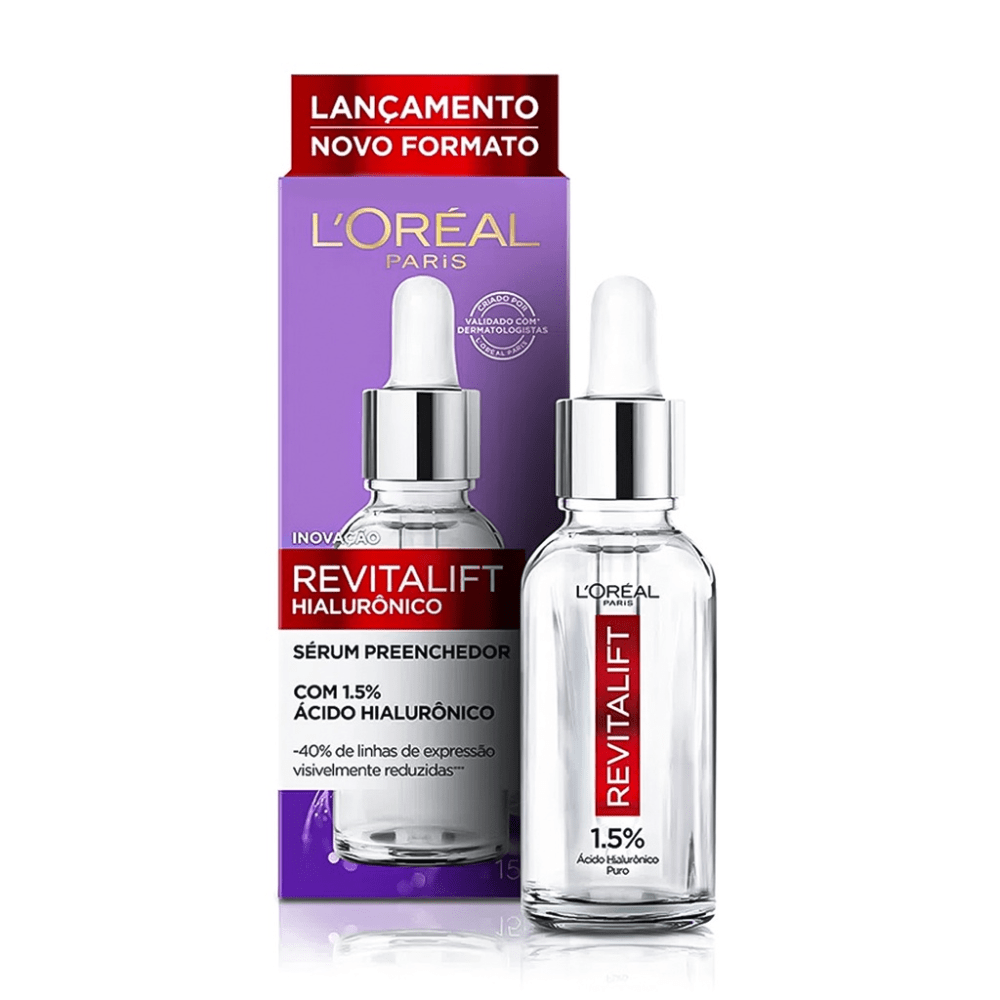 LANÇAMENTO
NOVO FORMATO
L'ORÉAL
PARiS
CRIADO POR
VALIDADO COM*
DERMATOLOGISTAS
L'ORÉAL PARIS
INOVAÇÃO
REVITALIFT
HIALURÔNICO
SÉRUM PREENCHEDOR
COM 1.5%
ÁCIDO HIALURÔNICO
-40% de linhas de expressão
visivelmente reduzidas***
15
L'ORÉAL
PARIS
REVITALIFT
1.5%
Ácido Hialurônico
Puro